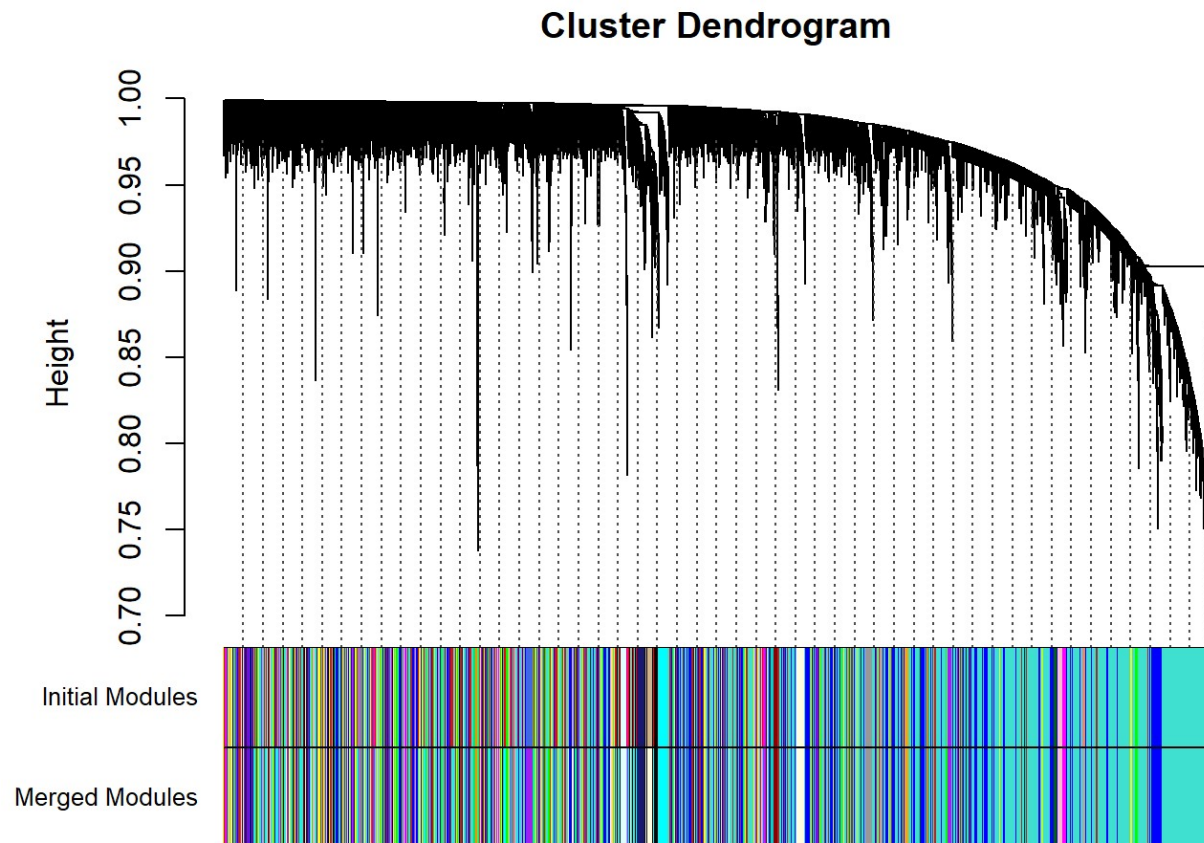 Cluster Dendrogram
Height
1.00
0.95
0.90
0.85
0.80
0.75
0.70
Initial Modules
Merged Modules